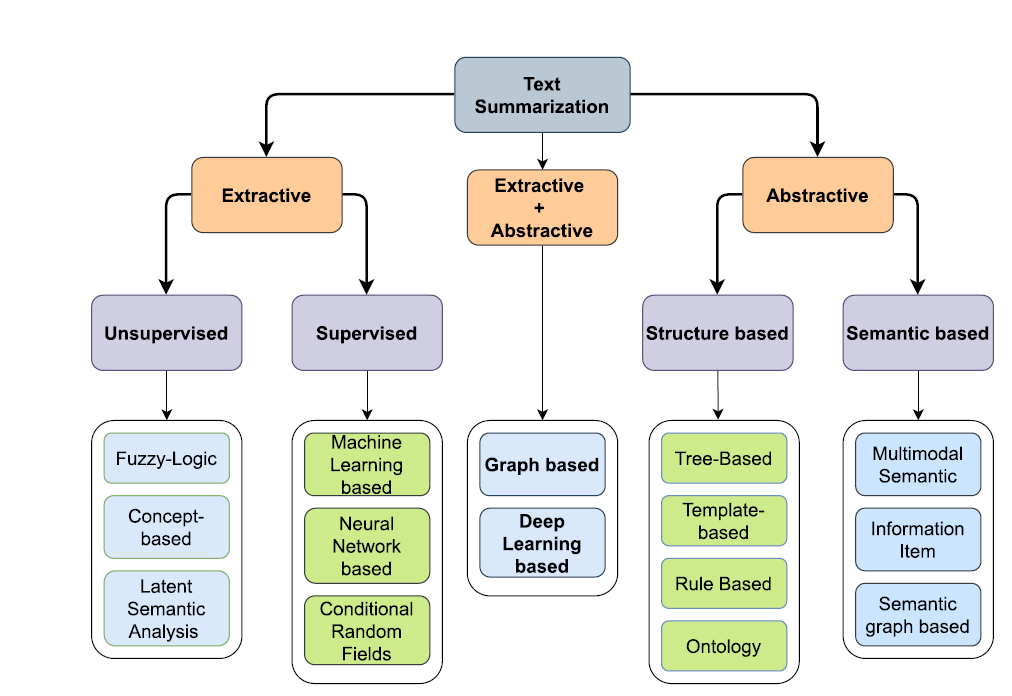 Text
Summarization
Extractive
Extractive
+
Abstractive
Abstractive
Unsupervised
Supervised
Structure based
Semantic based
Fuzzy-Logic
Concept-
based
Latent
Semantic
Analysis
Machine
Learning
based
Neural
Network
based
Conditional
Random
Fields
Graph based
Deep
Learning
based
Tree-Based
Template-
based
Rule Based
Ontology
Multimodal
Semantic
Information
Item
Semantic
graph based